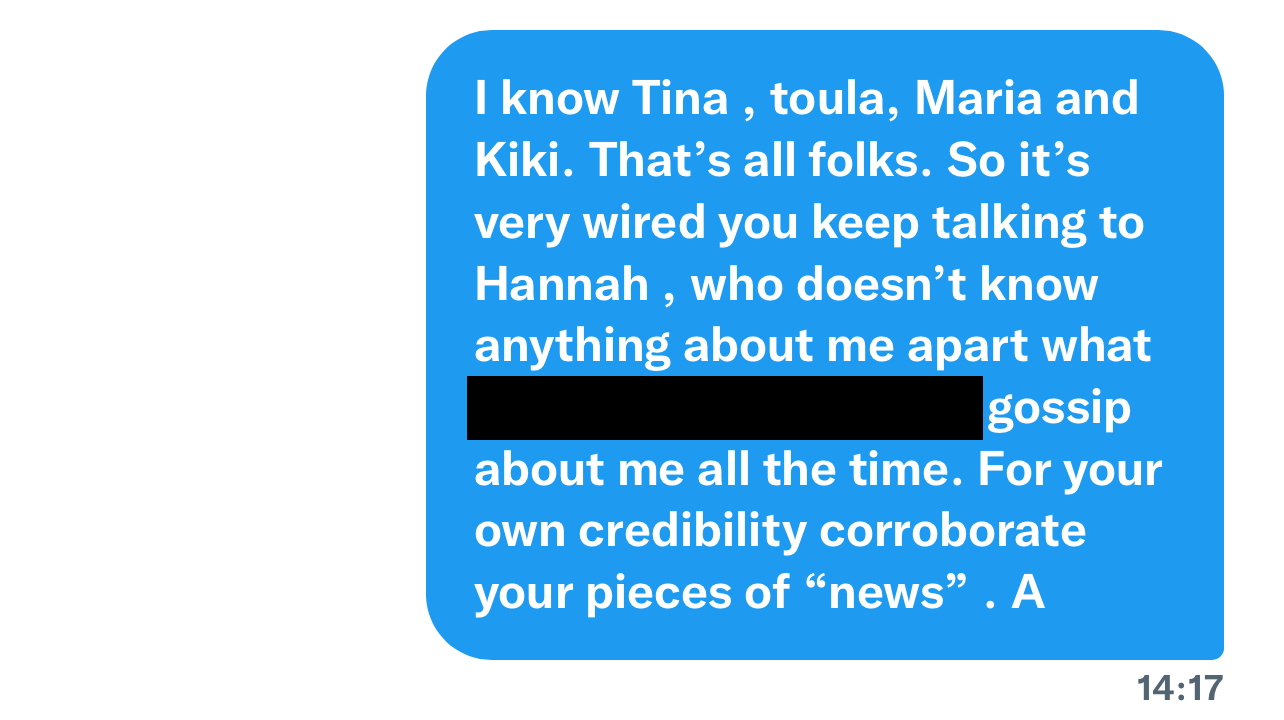 I know Tina , toula, Maria and
Kiki. That’s all folks. So it’s
very wired you keep talking to
Hannah , who doesn’t know
anything about me apart what
gossip
about me all the time. For your
own credibility corroborate
your pieces of “news” . A
14:17